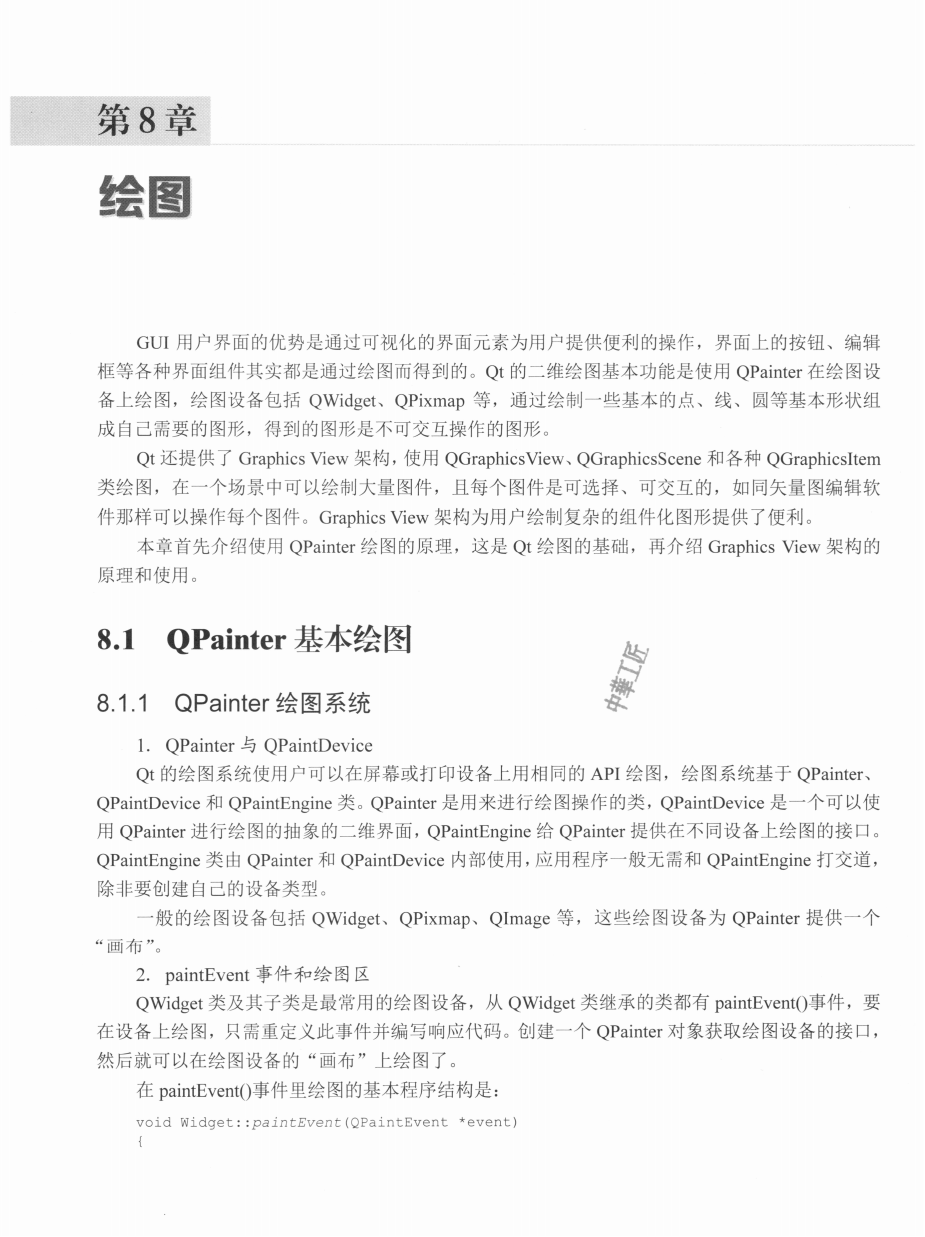 第 8 章
绘图
GUI 用户界面的优势是通过可视化的界面元素为用户提供便利的操作，界面上的按钮、编辑
框等各种界面组件其实都是通过绘图而得到的。Qt 的二维绘图基本功能是使用 QPainter 在绘图设
备上绘图，绘图设备包括 QWidget、QPixmap 等，通过绘制一些基本的点、线、圆等基本形状组
成自己需要的图形，得到的图形是不可交互操作的图形。
Qt 还提供了 Graphics View 架构，使用 QGraphicsView、QGraphicsScene 和各种 QGraphicsItem
类绘图，在一个场景中可以绘制大量图件，且每个图件是可选择、可交互的，如同矢量图编辑软
件那样可以操作每个图件。Graphics View 架构为用户绘制复杂的组件化图形提供了便利。
本章首先介绍使用 QPainter 绘图的原理，这是 Qt 绘图的基础，再介绍 Graphics View 架构的
原理和使用。
8.1 QPainter 基本绘图
中華工匠
8.1.1 QPainter 绘图系统
1．QPainter 与 QPaintDevice
Qt 的绘图系统使用户可以在屏幕或打印设备上用相同的 API 绘图，绘图系统基于 QPainter、
QPaintDevice 和 QPaintEngine 类。QPainter 是用来进行绘图操作的类，QPaintDevice 是一个可以使
用 QPainter 进行绘图的抽象的二维界面，QPaintEngine 给 QPainter 提供在不同设备上绘图的接口。
QPaintEngine 类由 QPainter 和 QPaintDevice 内部使用，应用程序一般无需和 QPaintEngine 打交道，
除非要创建自己的设备类型。
一般的绘图设备包括 QWidget、QPixmap、QImage 等，这些绘图设备为 QPainter 提供一个
“画布”。
2．paintEvent 事件和绘图区
QWidget 类及其子类是最常用的绘图设备，从 QWidget 类继承的类都有 paintEvent()事件，要
在设备上绘图，只需重定义此事件并编写响应代码。创建一个 QPainter 对象获取绘图设备的接口，
然后就可以在绘图设备的“画布”上绘图了。
在 paintEvent()事件里绘图的基本程序结构是：
void Widget::paintEvent(QPaintEvent *event)
{